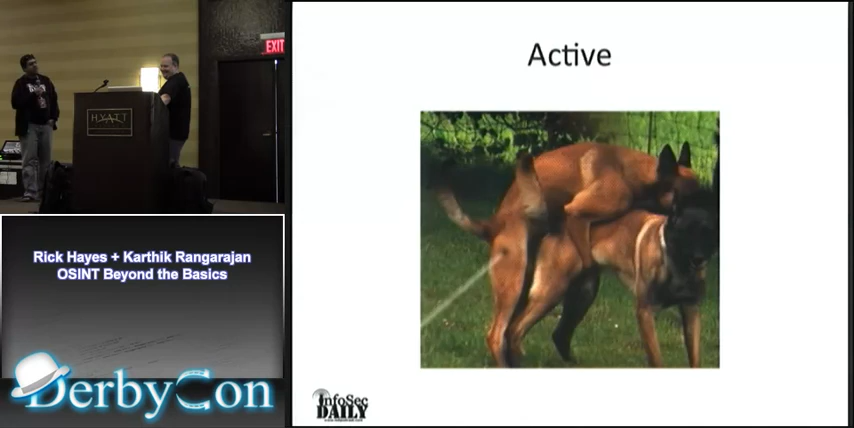 EXIT
HYATT
Active
Rick Hayes + Karthik Rangarajan
OSINT Beyond the Basics
DerbyCon
InfoSec
DAILY